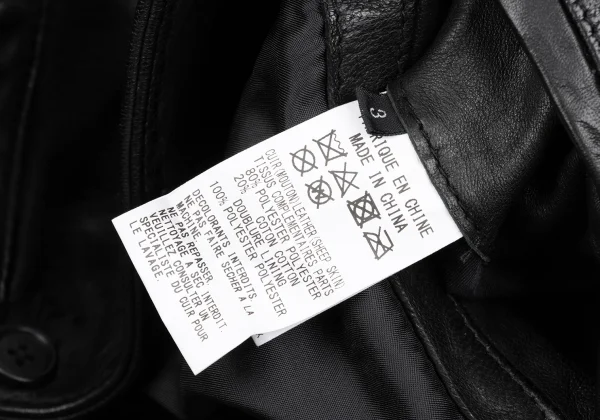 3
RIQUE EN CHINE
MADE IN CHINA
CUIR(MOUTON)LEATHER(SHEEP SKIN)
TISSUS COMPLEMENTAIRES PARTS
80% POLYESTER POLYESTER
20% COTON COTTON
DOUBLURE LINING
100% POLYESTER POLYESTER
DECOLORANTS INTERDITS
NE PAS FAIRE SECHER A LA
MACHINE
NE PAS REPASSER
NETTOYAGE A SEC INTERDIT
VEUILLEZ CONSULTER UN
SPECIALISTE DU CUIR POUR
LE LAVAGE.